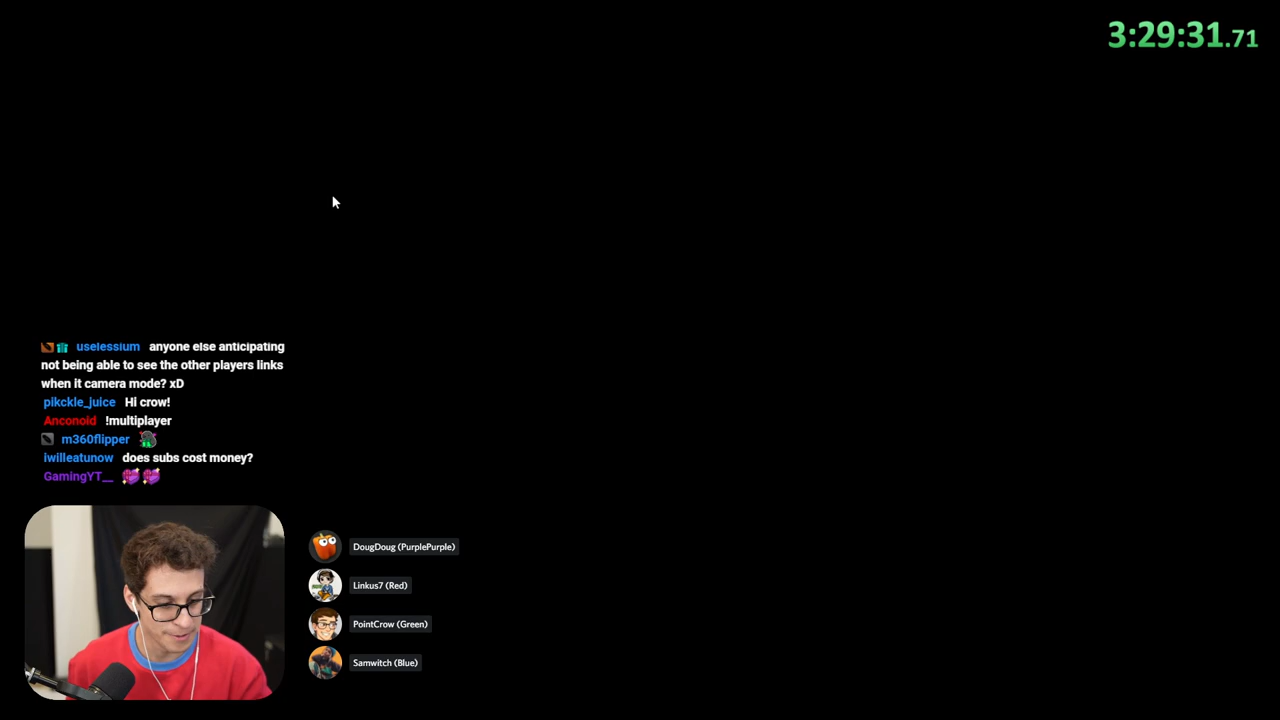 3:29:31.71
uselessium anyone else anticipating
not being able to see the other players links
when it camera mode? xD
pikckle_juice Hi crow!
Anconoid !multiplayer
m360flipper
iwilleatunow does subs cost money?
GamingYT__
DougDoug (PurplePurple)
Linkus7 (Red)
PointCrow (Green)
Samwitch (Blue)